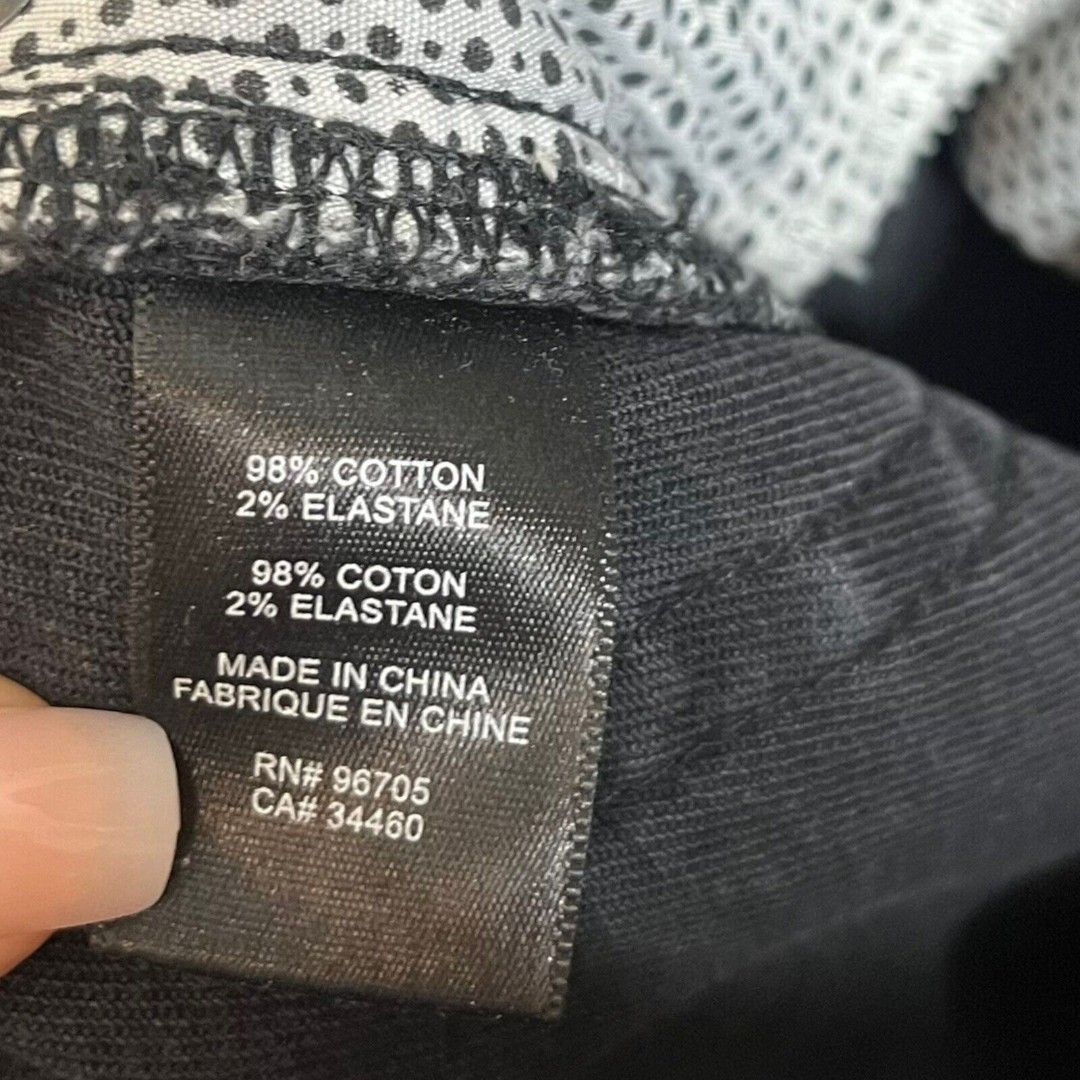 98% COTTON
2% ELASTANE
98% COTON
2% ELASTANE
MADE IN CHINA
FABRIQUE EN CHINE
RN# 96705
CA# 34460